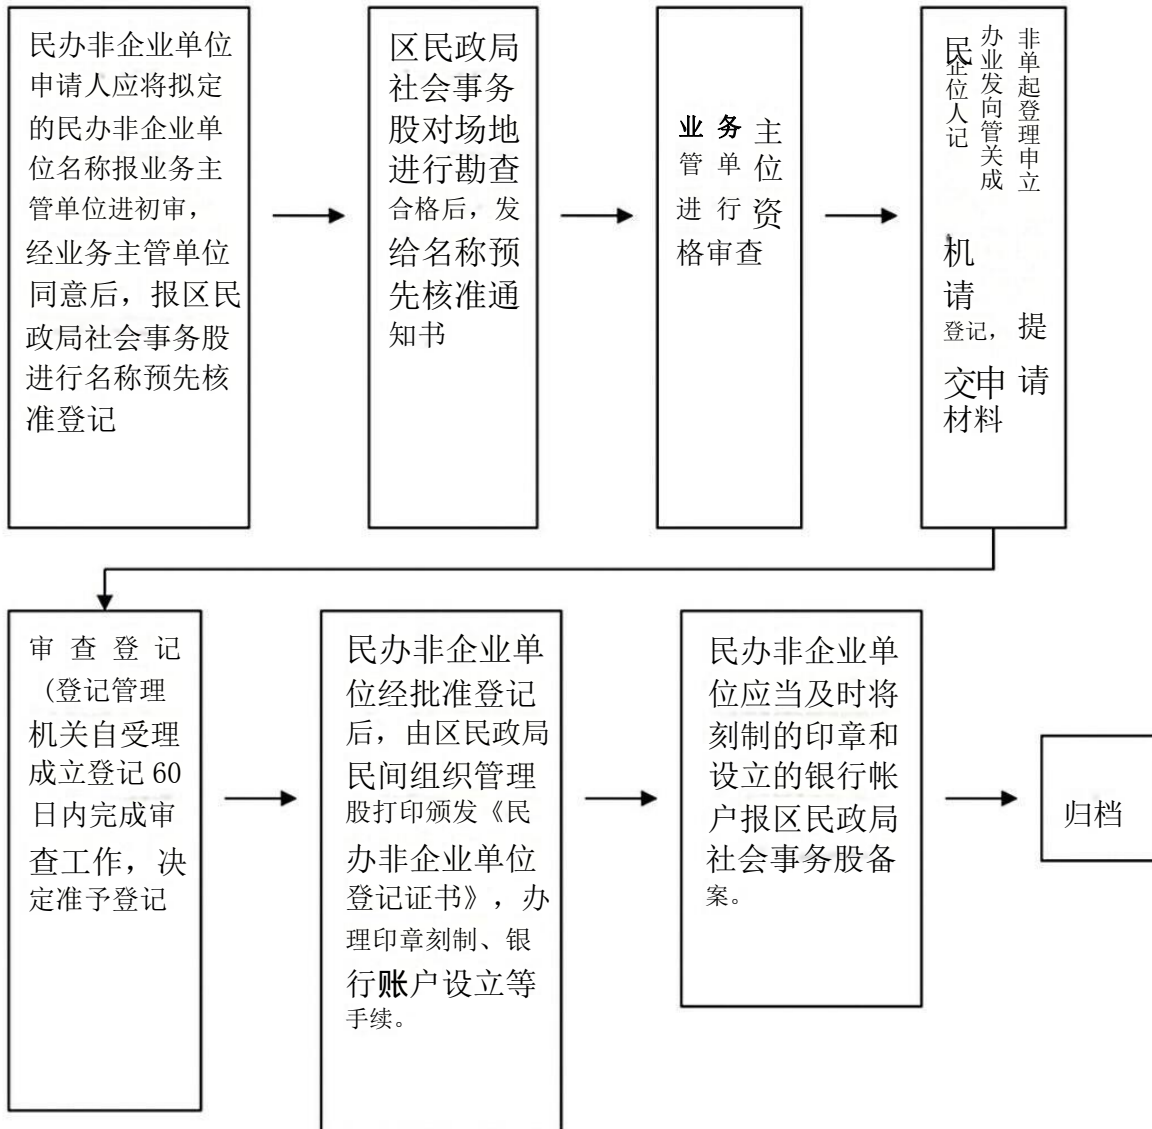 民办非企业单位
申请人应将拟定
的民办非企业单
位名称报业务主
管单位进初审，
经业务主管单位
同意后，报区民
政局社会事务股
进行名称预先核
准登记
区民政局
社会事务
股对场地
进行勘查
合格后，发
给名称预
先核准通
知书
业务主
管单位
进行资
格审查
民办非
企业单
位发起
人向登
记管理
关申
成立
机
请
登记，提
交申请
材料
审查登记
（登记管理
机关自受理
成立登记 60
日内完成审
查工作，决
定准予登记
民办非企业单
位经批准登记
后，由区民政局
民间组织管理
股打印颁发《民
办非企业单位
登记证书》，办
理印章刻制、银
行账户设立等
手续。
民办非企业单
位应当及时将
刻制的印章和
设立的银行帐
户报区民政局
社会事务股备
案。
归档